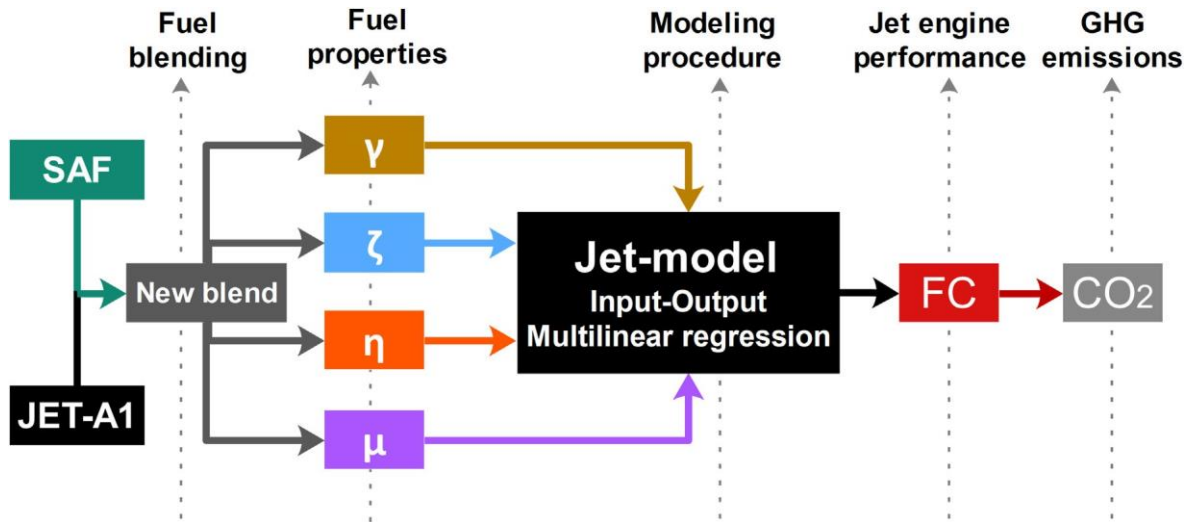 Fuel
blending
Fuel
properties
Modeling
procedure
Jet engine
performance
GHG
emissions
SAF
JET-A1
New blend
γ
ζ
η
μ
Jet-model
Input-Output
Multilinear regression
FC
CO₂